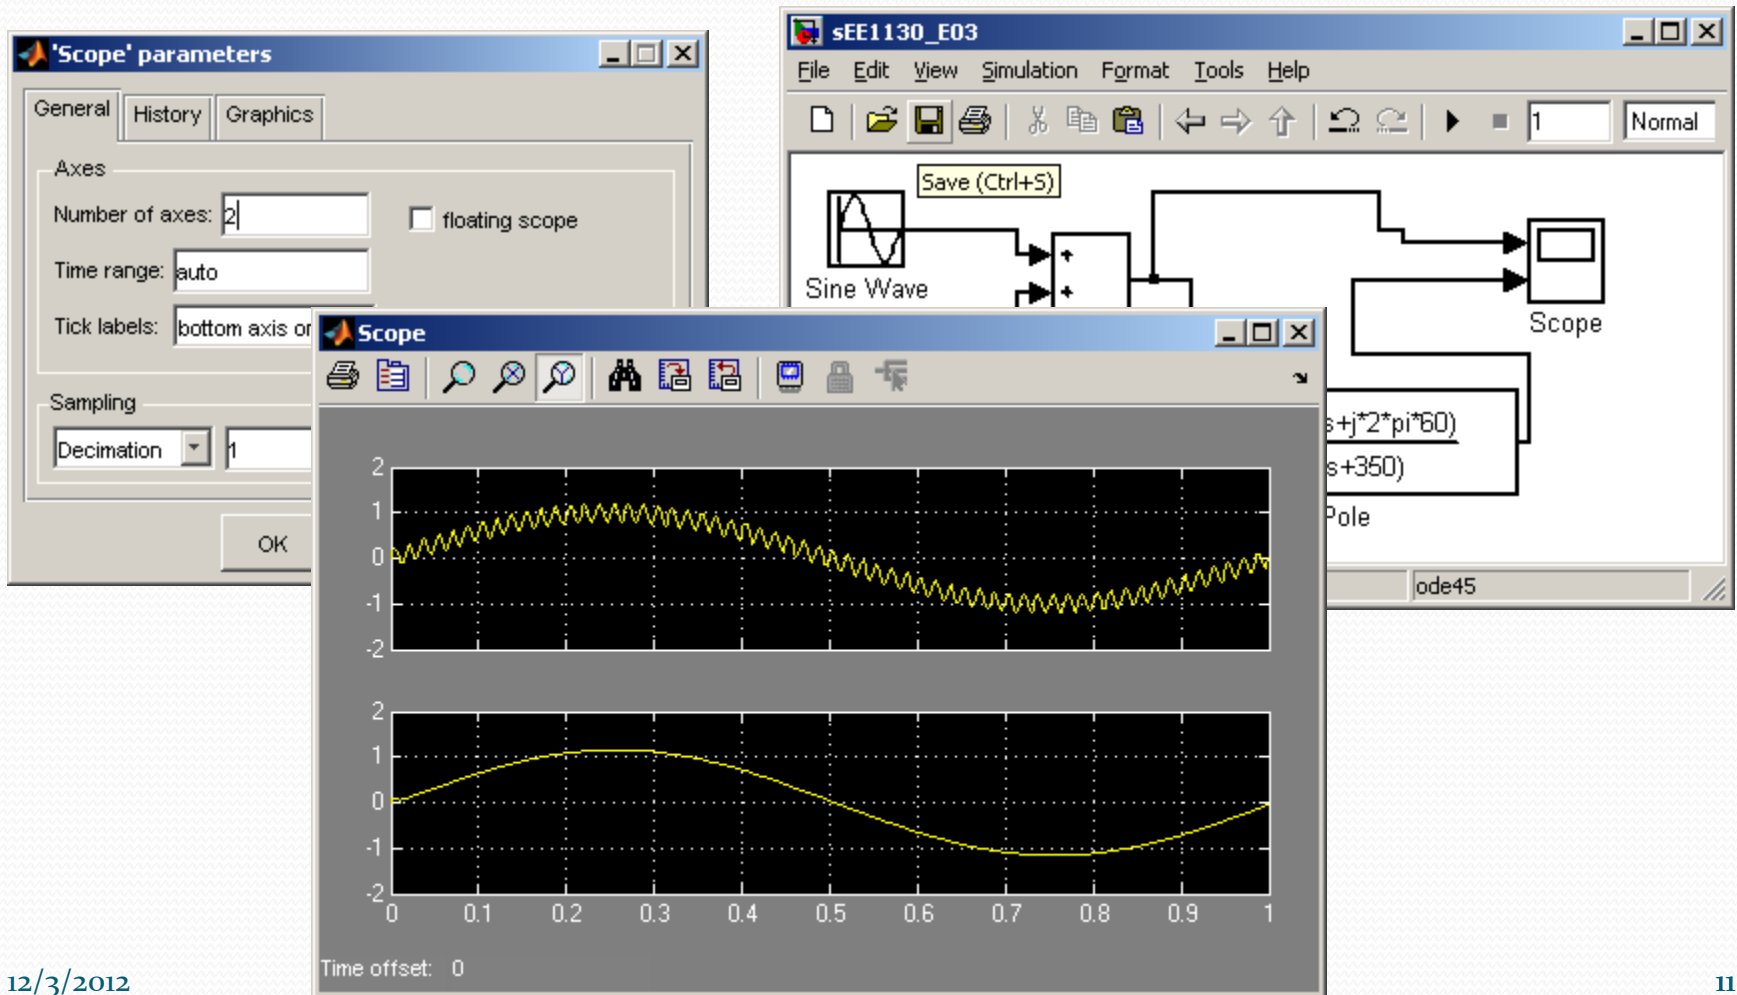 'Scope' parameters
General
History
Graphics
Axes
Number of axes: 2
floating scope
Time range: auto
Tick labels: bottom axis
Sampling
Decimation
1
OK
sEE1130_E03
File Edit View Simulation Format Tools Help
1
Normal
Save (Ctrl+S)
+
+
Sine Wave
Scope
s+j*2*pi*60)
s+350)
Pole
ode45
Scope
2
1
0
-1
-2
2
1
0
-1
-2
0 0.1 0.2 0.3 0.4 0.5 0.6 0.7 0.8 0.9 1
Time offset: 0
12/3/2012
11